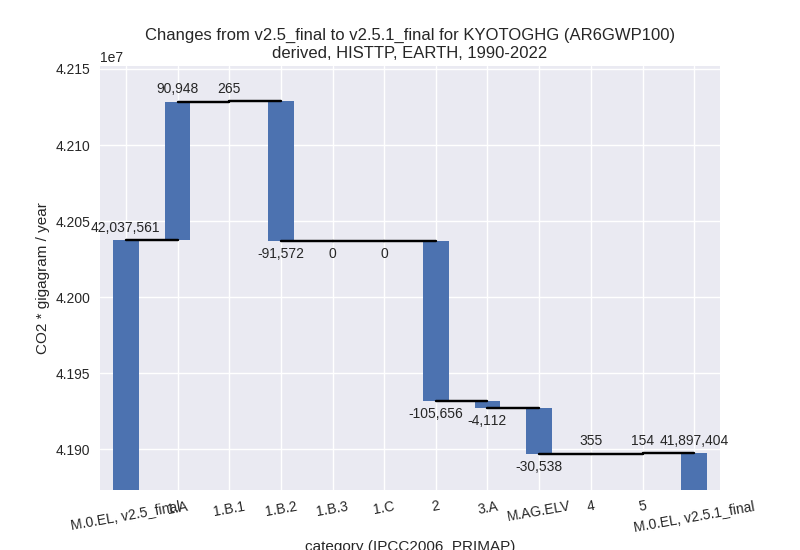 Changes from v2.5_final to v2.5.1_final for KYOTOGHG (AR6GWP100)
derived, HISTTP, EARTH, 1990-2022
1e7
4.215
4.210
4.205
4.200
4.195
4.190
CO2 * gigagram / year
42,037,561
90,948
265
-91,572
0
0
-105,656
-4,112
-30,538
355
154
41,897,404
M.0.EL, v2.5_final
1.A
1.B.1
1.B.2
1.B.3
1.C
2
3.A
M.AG.ELV
4
5
M.0.EL, v2.5.1_final
category (IPCC2006_PRIMAP)